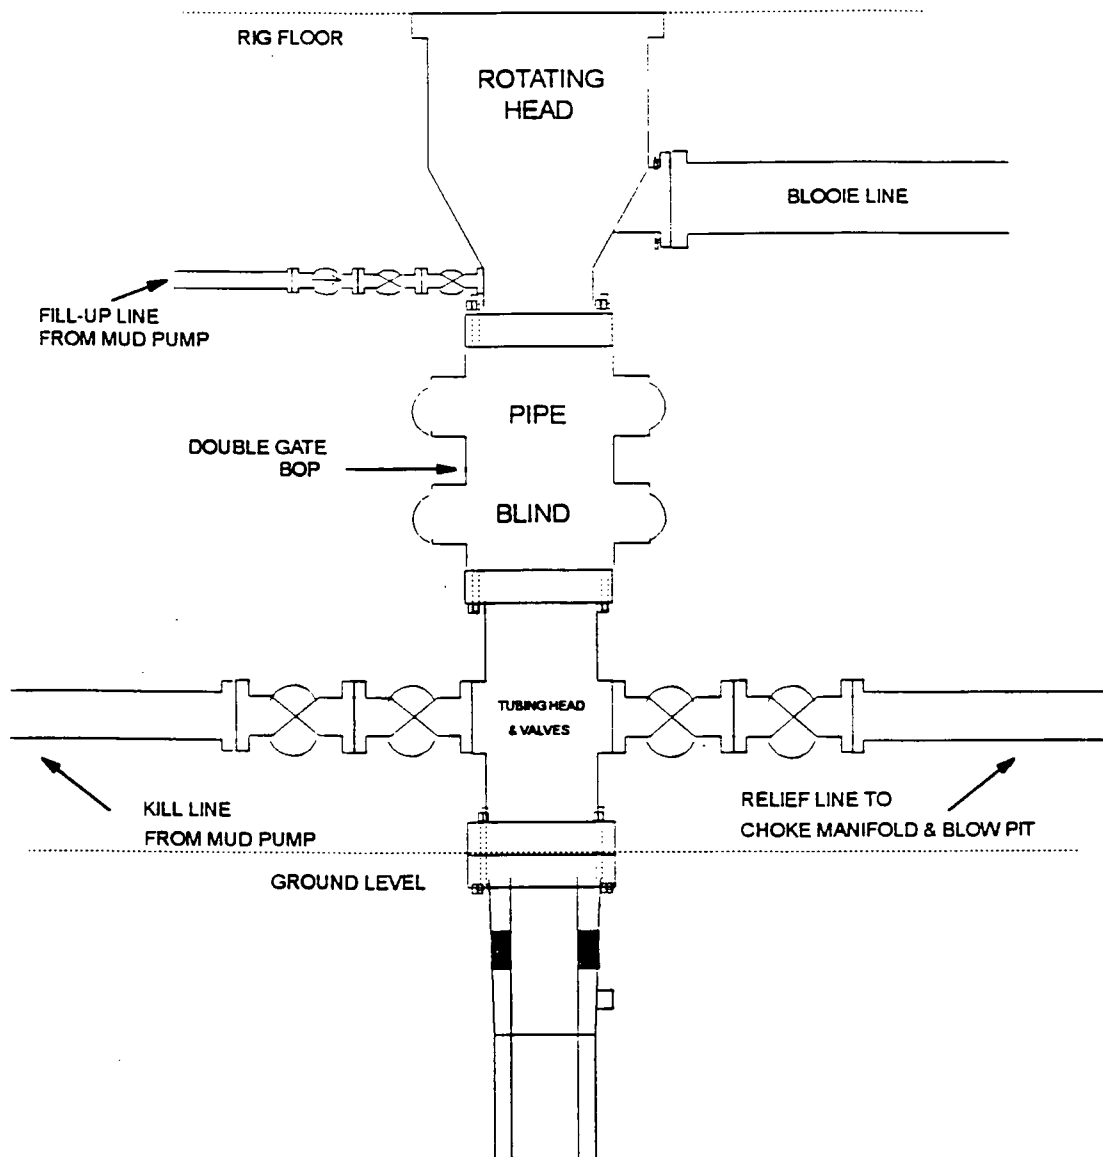 RIG FLOOR
ROTATING
HEAD
BLOOIE LINE
FILL-UP LINE
FROM MUD PUMP
PIPE
DOUBLE GATE
BOP
BLIND
TUBING HEAD
& VALVES
KILL LINE
FROM MUD PUMP
RELIEF LINE TO
CHOKE MANIFOLD & BLOW PIT
GROUND LEVEL